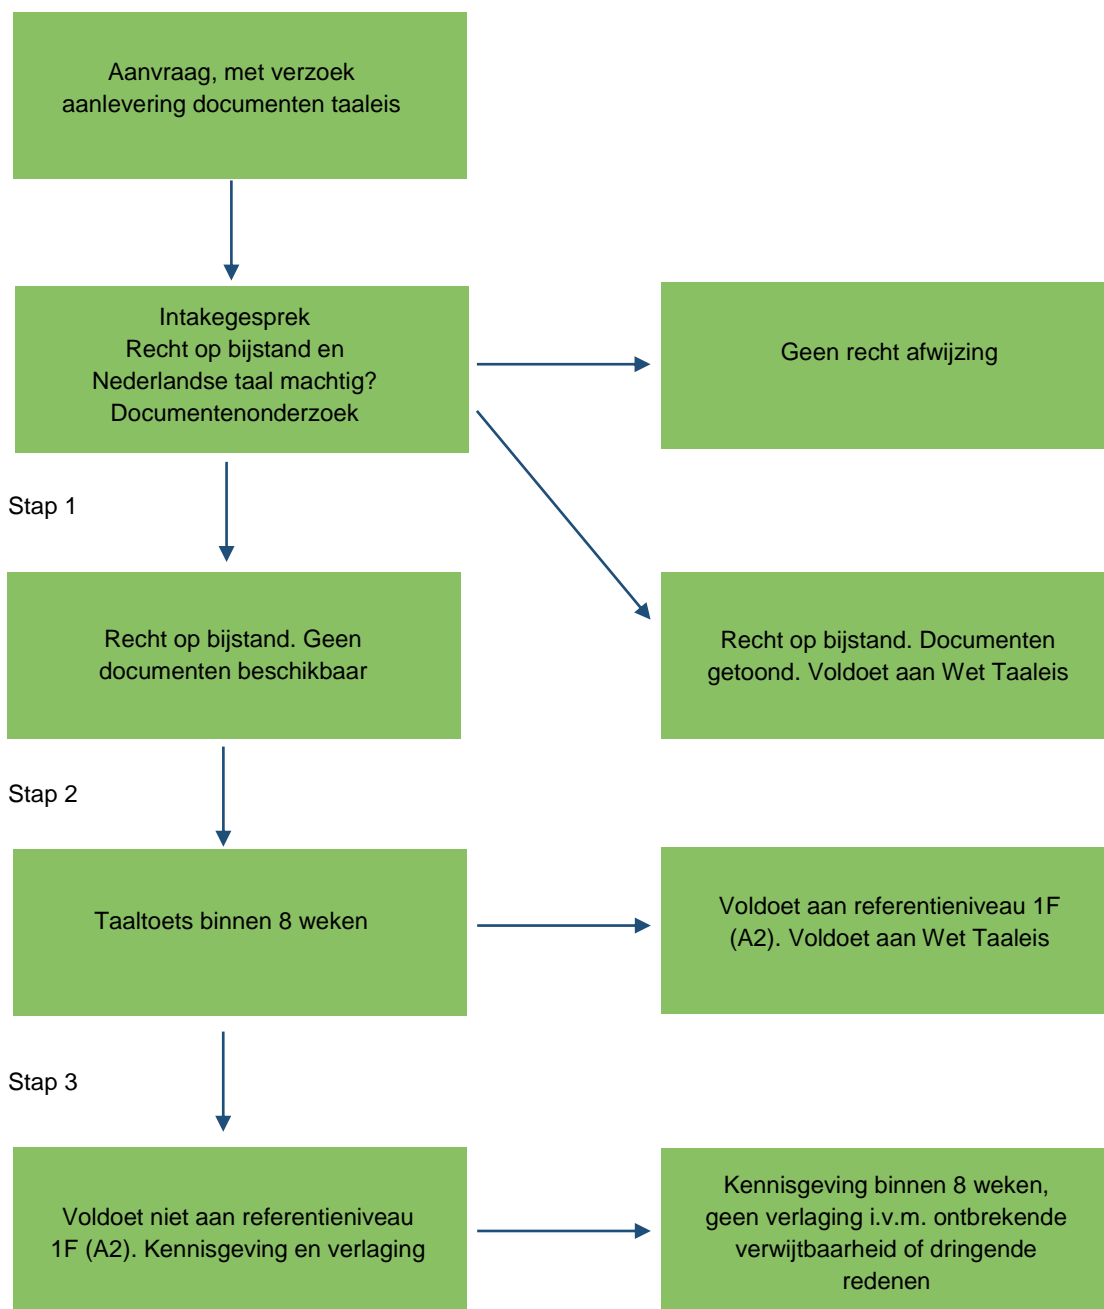 Aanvraag, met verzoek
aanlevering documenten taaleis
Intakegesprek
Recht op bijstand en
Nederlandse taal machtig?
Documentenonderzoek
Geen recht afwijzing
Stap 1
Recht op bijstand. Geen
documenten beschikbaar
Recht op bijstand. Documenten
getoond. Voldoet aan Wet Taaleis
Stap 2
Taaltoets binnen 8 weken
Voldoet aan referentieniveau 1F
(A2). Voldoet aan Wet Taaleis
Stap 3
Voldoet niet aan referentieniveau
1F (A2). Kennisgeving en verlaging
Kennisgeving binnen 8 weken,
geen verlaging i.v.m. ontbrekende
verwijtbaarheid of dringende
redenen